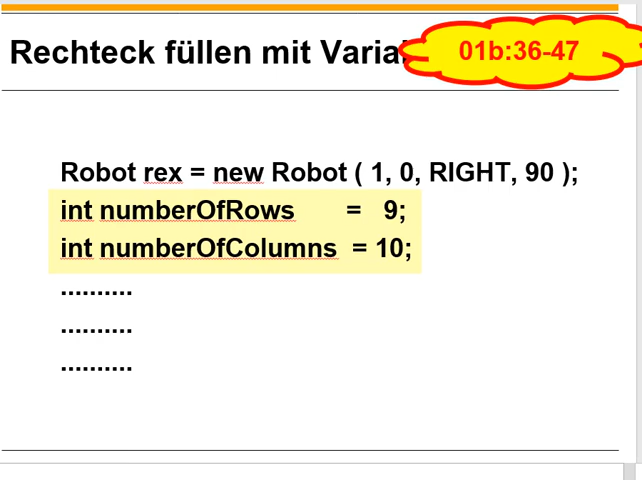 Rechteck füllen mit
01b:36-47
Robot rex = new Robot ( 1, 0, RIGHT, 90 );
int numberOfRows = 9;
int numberOfColumns = 10;
..........
..........
..........